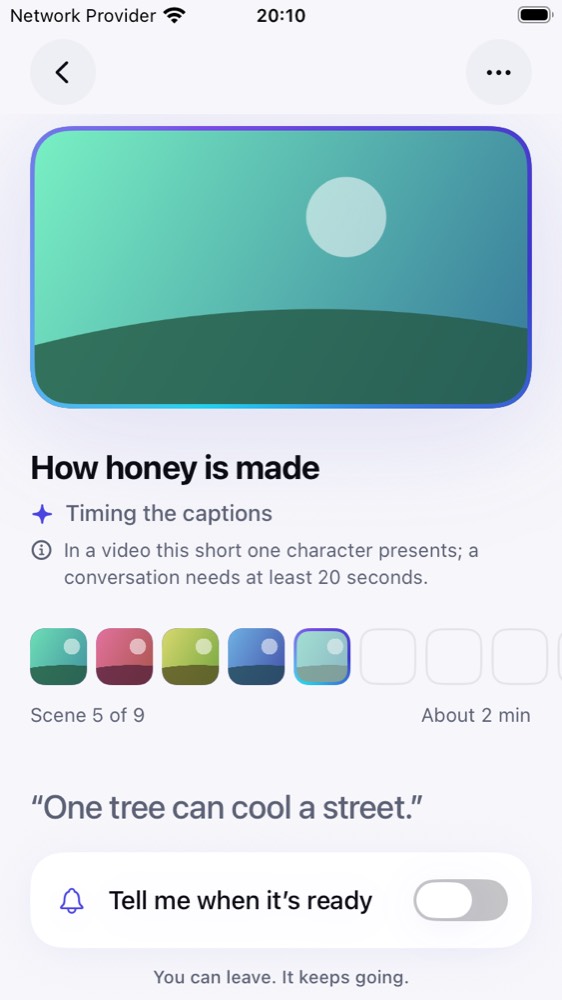 Network Provider 20:10
How honey is made
Timing the captions
In a video this short one character presents; a
conversation needs at least 20 seconds.
Scene 5 of 9 About 2 min
“One tree can cool a street.”
Tell me when it’s ready
You can leave. It keeps going.